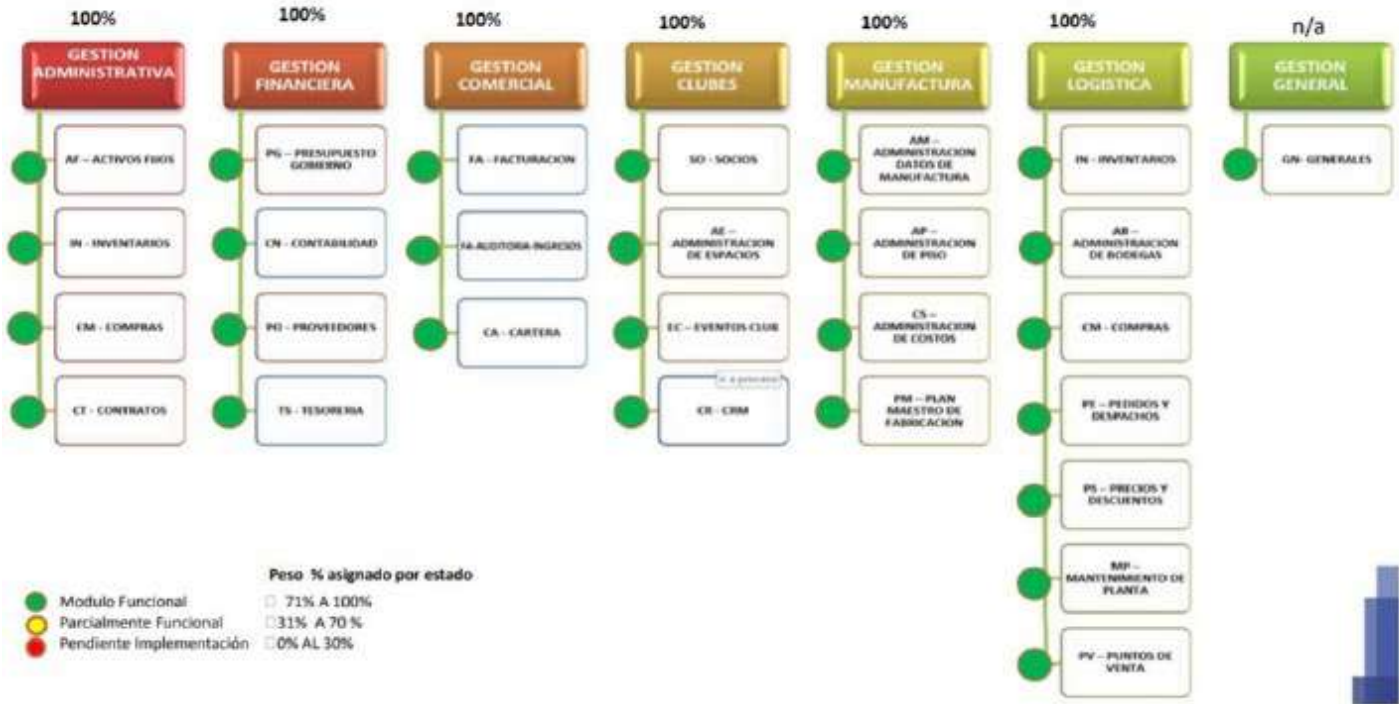 100%
GESTION
ADMINISTRATIVA
AF – ACTIVOS FIJOS
IN - INVENTARIOS
CM - COMPRAS
CT - CONTRATOS
100%
GESTION
FINANCIERA
PG – PRESUPUESTO
GOBIERNO
CN - CONTABILIDAD
PO - PROVEEDORES
TS - TESORERIA
100%
GESTION
COMERCIAL
FA - FACTURACION
FA-AUDITORIA-INGRESOS
CA - CARTERA
100%
GESTION
CLUBES
SO - SOCIOS
AE –
ADMINISTRACION
DE ESPACIOS
EC – EVENTOS CLUB
CR - CRM
100%
GESTION
MANUFACTURA
AM –
ADMINISTRACION
DATOS DE
MANUFACTURA
AP –
ADMINISTRACION
DE PISO
CS –
ADMINISTRACION
DE COSTOS
PM – PLAN
MAESTRO DE
FABRICACION
100%
GESTION
LOGISTICA
IN - INVENTARIOS
AB –
ADMINISTRAICION
DE BODEGAS
CM - COMPRAS
PE – PEDIDOS Y
DESPACHOS
PS – PRECIOS Y
DESCUENTOS
MP –
MANTENIMIENTO DE
PLANTA
PV – PUNTOS DE
VENTA
n/a
GESTION
GENERAL
GN- GENERALES
Peso % asignado por estado
Modulo Funcional 71% A 100%
Parcialmente Funcional 31% A 70 %
Pendiente Implementación 0% AL 30%